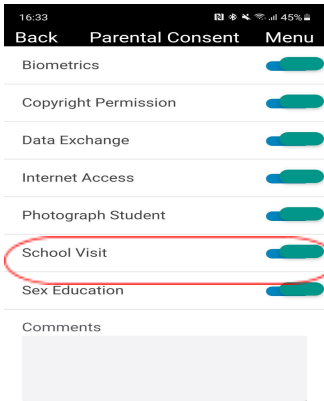 16:33 45%
Back Parental Consent Menu
Biometrics
Copyright Permission
Data Exchange
Internet Access
Photograph Student
School Visit
Sex Education
Comments